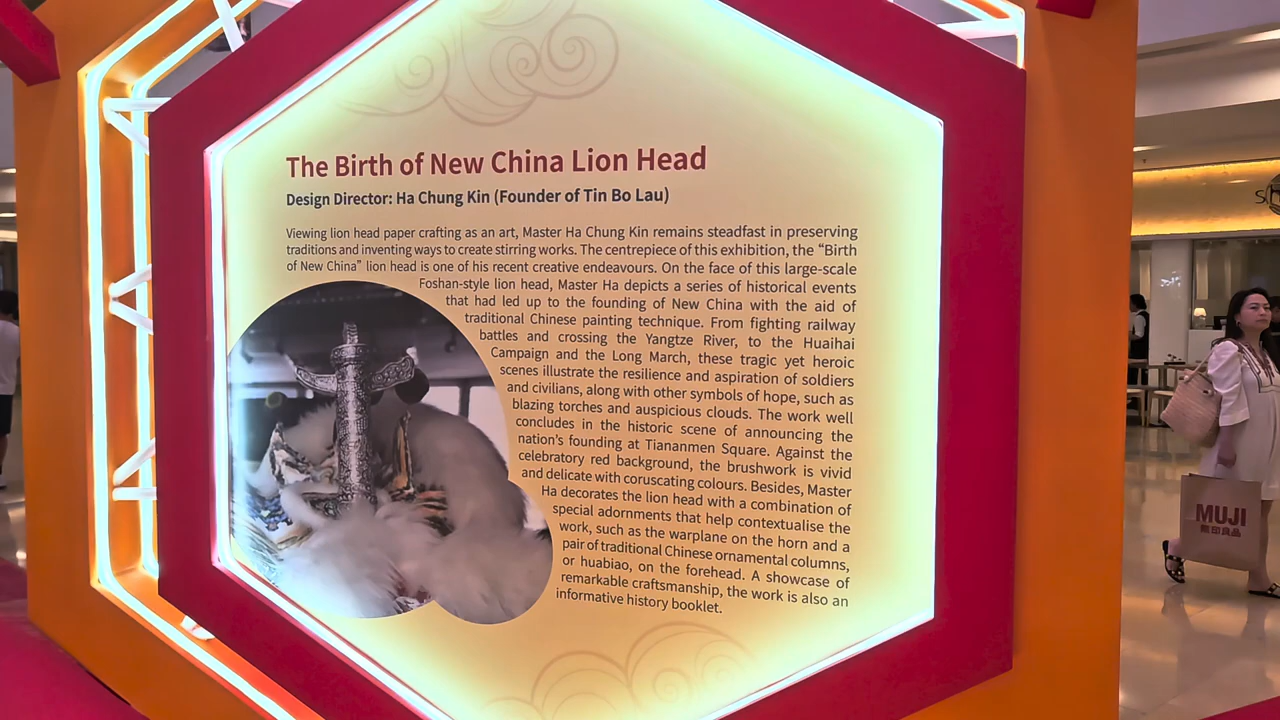 The Birth of New China Lion Head
Design Director: Ha Chung Kin (Founder of Tin Bo Lau)
Viewing lion head paper crafting as an art, Master Ha Chung Kin remains steadfast in preserving
traditions and inventing ways to create stirring works. The centrepiece of this exhibition, the “Birth
of New China” lion head is one of his recent creative endeavours. On the face of this large-scale
Foshan-style lion head, Master Ha depicts a series of historical events
that had led up to the founding of New China with the aid of
traditional Chinese painting technique. From fighting railway
battles and crossing the Yangtze River, to the Huaihai
Campaign and the Long March, these tragic yet heroic
scenes illustrate the resilience and aspiration of soldiers
and civilians, along with other symbols of hope, such as
blazing torches and auspicious clouds. The work well
concludes in the historic scene of announcing the
nation’s founding at Tiananmen Square. Against the
celebratory red background, the brushwork is vivid
and delicate with coruscating colours. Besides, Master
Ha decorates the lion head with a combination of
special adornments that help contextualise the
work, such as the warplane on the horn and a
pair of traditional Chinese ornamental columns,
or huabiao, on the forehead. A showcase of
remarkable craftsmanship, the work is also an
informative history booklet.
MUJI
無印良品